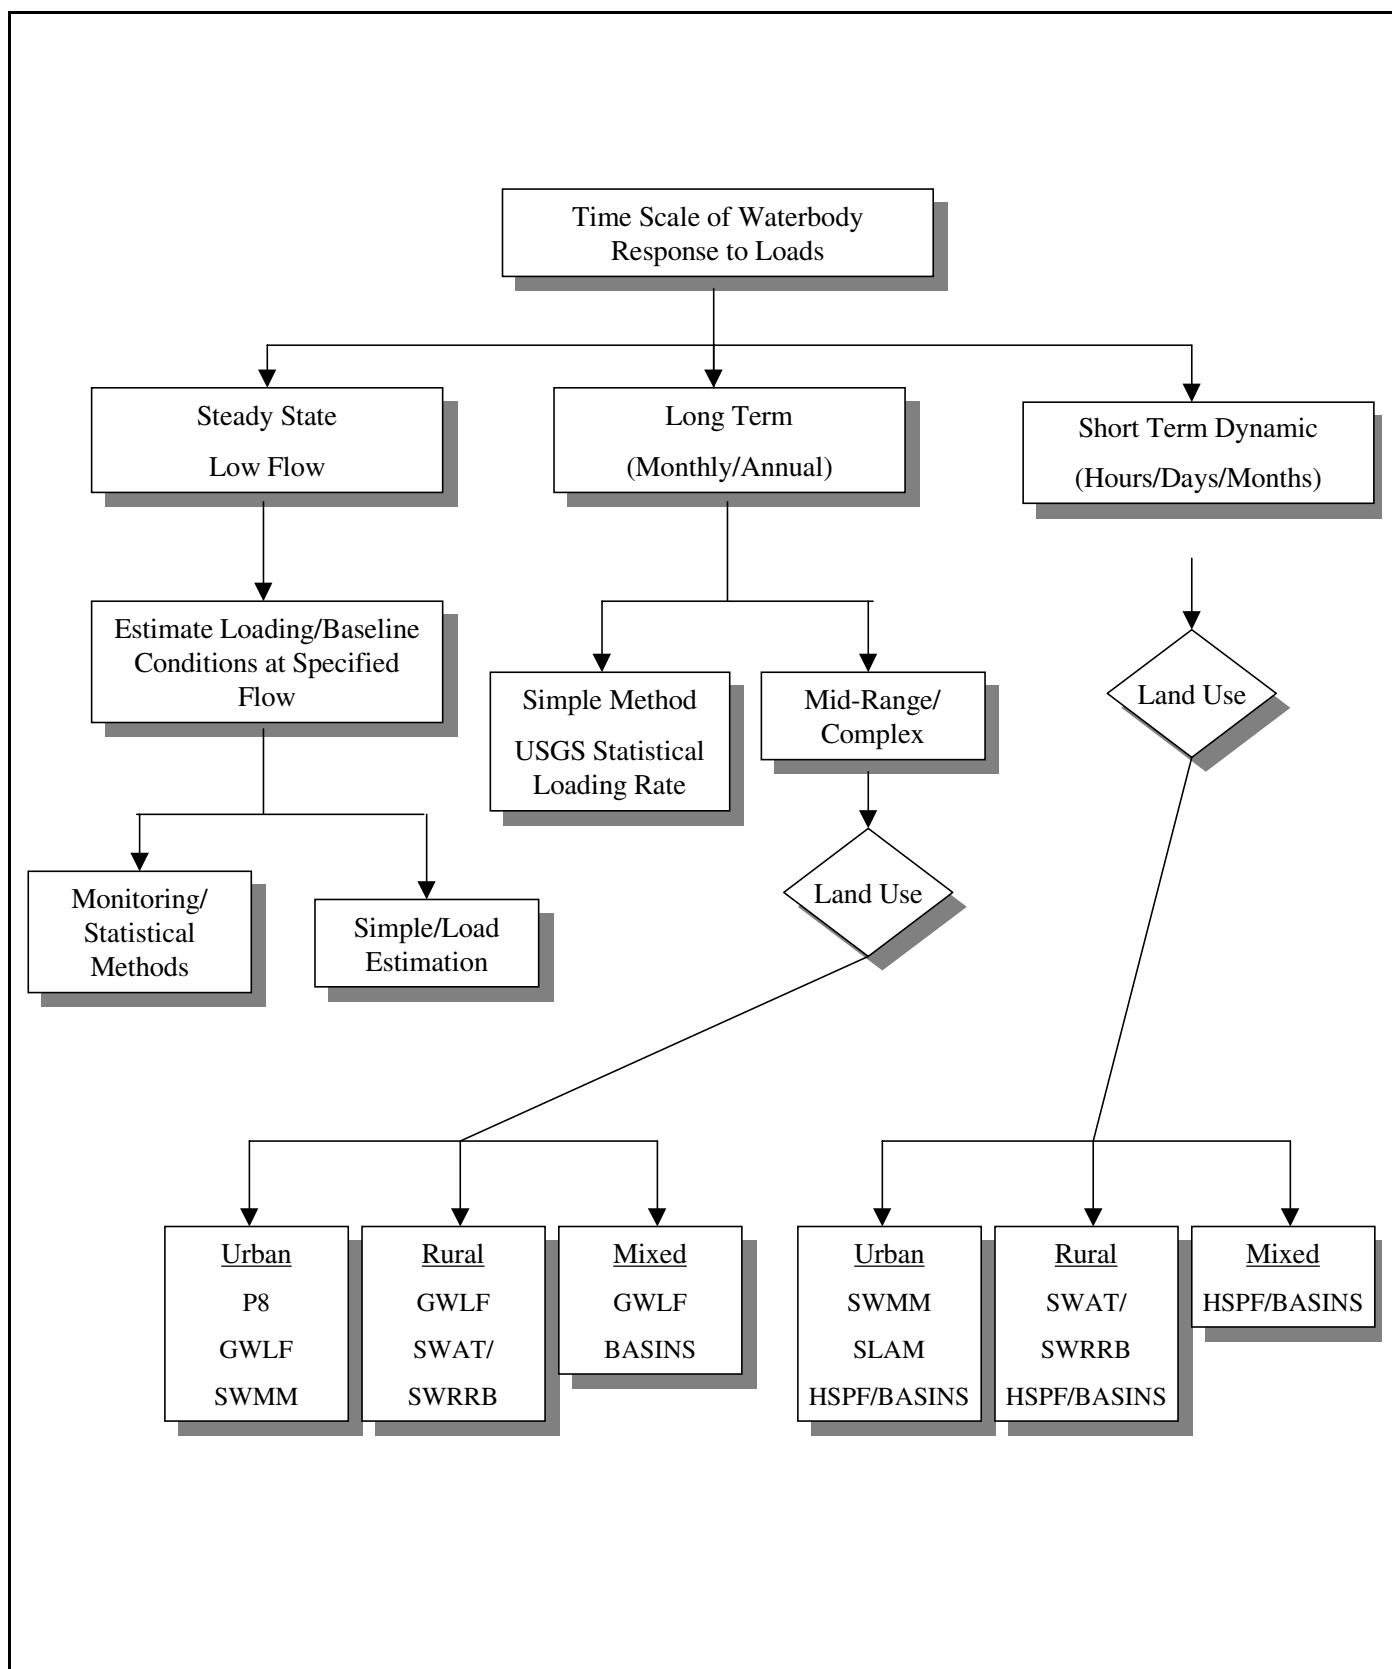 Time Scale of Waterbody
Response to Loads
Steady State
Low Flow
Long Term
(Monthly/Annual)
Short Term Dynamic
(Hours/Days/Months)
Estimate Loading/Baseline
Conditions at Specified
Flow
Simple Method
USGS Statistical
Loading Rate
Mid-Range/
Complex
Land Use
Monitoring/
Statistical
Methods
Simple/Load
Estimation
Land Use
Urban
P8
GWLF
SWMM
Rural
GWLF
SWAT/
SWRRB
Mixed
GWLF
BASINS
Urban
SWMM
SLAM
HSPF/BASINS
Rural
SWAT/
SWRRB
HSPF/BASINS
Mixed
HSPF/BASINS